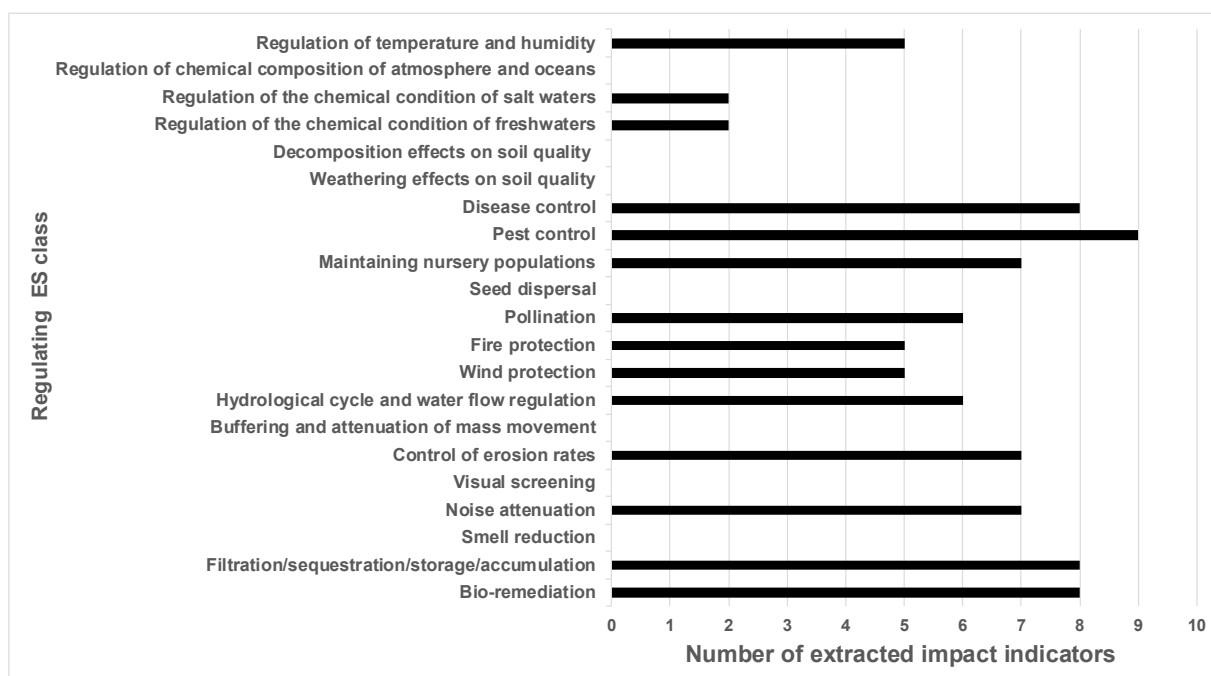 Regulation of temperature and humidity
Regulation of chemical composition of atmosphere and oceans
Regulation of the chemical condition of salt waters
Regulation of the chemical condition of freshwaters
Decomposition effects on soil quality
Weathering effects on soil quality
Disease control
Pest control
Maintaining nursery populations
Seed dispersal
Pollination
Fire protection
Wind protection
Hydrological cycle and water flow regulation
Buffering and attenuation of mass movement
Control of erosion rates
Visual screening
Noise attenuation
Smell reduction
Filtration/sequestration/storage/accumulation
Bio-remediation
Regulating ES class
0 1 2 3 4 5 6 7 8 9 10
Number of extracted impact indicators